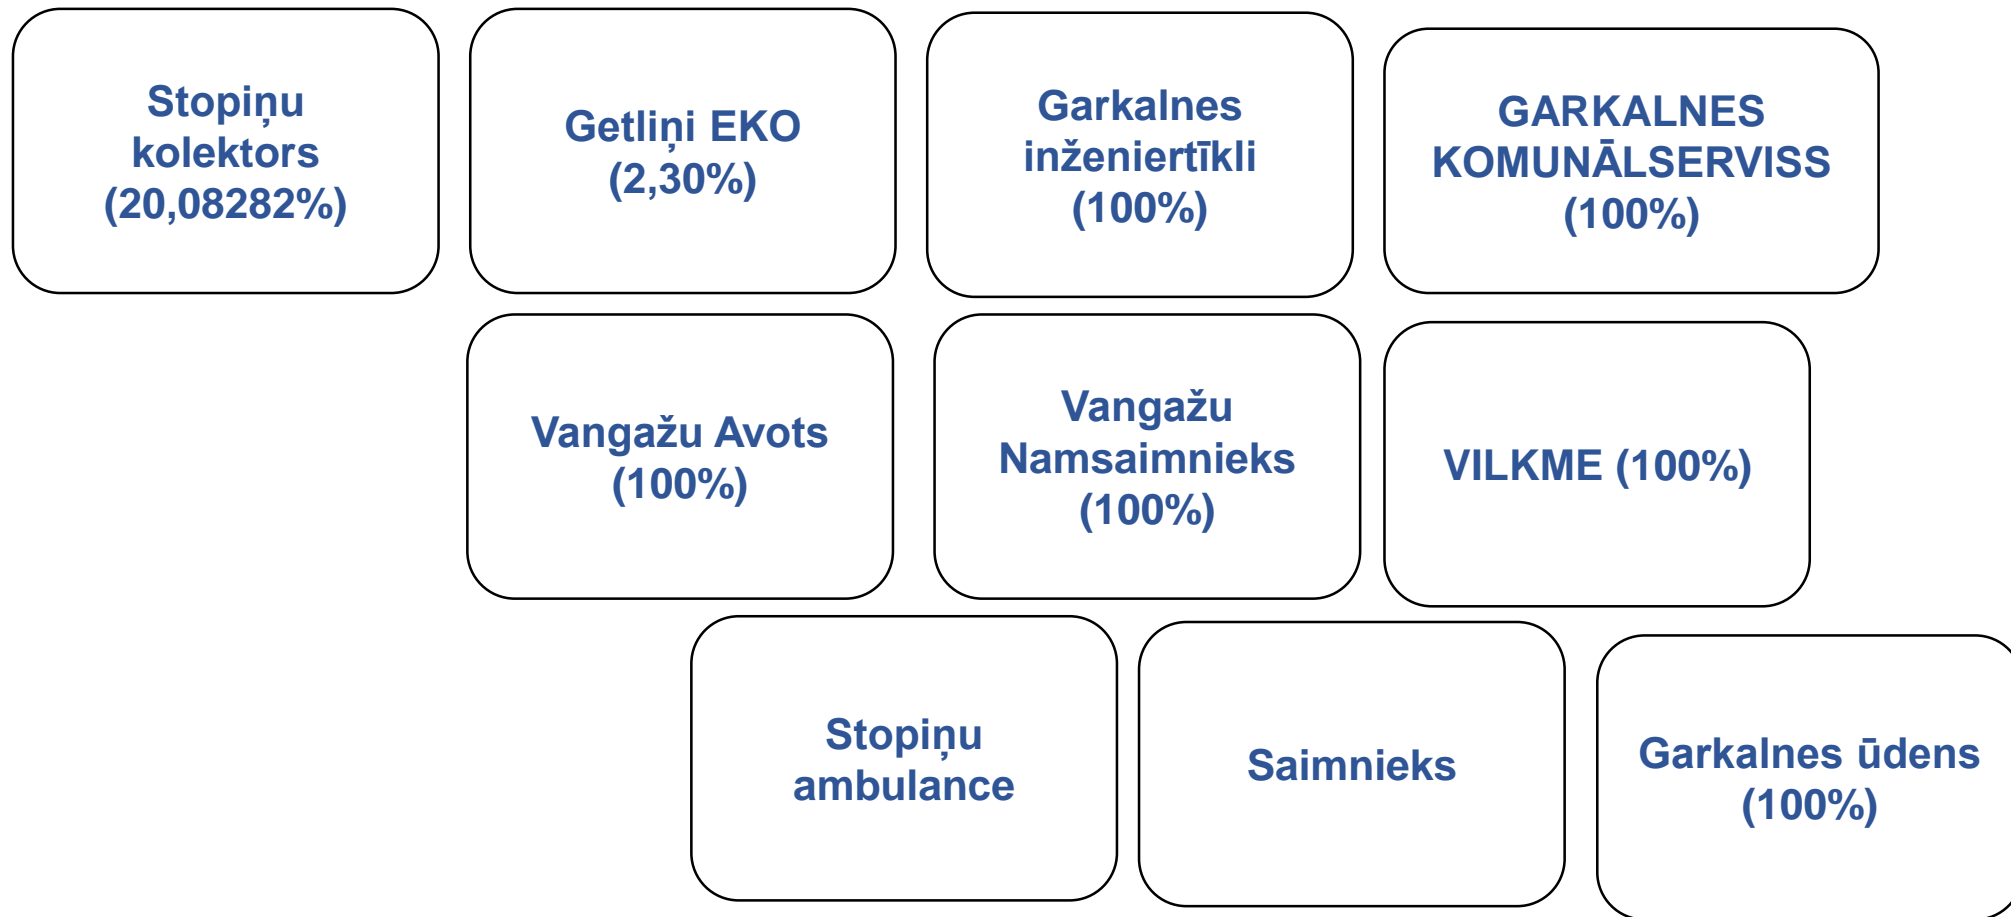 Stopiņu
kolektors
(20,08282%)
Getliņi EKO
(2,30%)
Garkalnes
inženiertīkli
(100%)
GARKALNES
KOMUNĀLSERVISS
(100%)
Vangažu Avots
(100%)
Vangažu
Namsaimnieks
(100%)
VILKME (100%)
Stopiņu
ambulance
Saimnieks
Garkalnes ūdens
(100%)